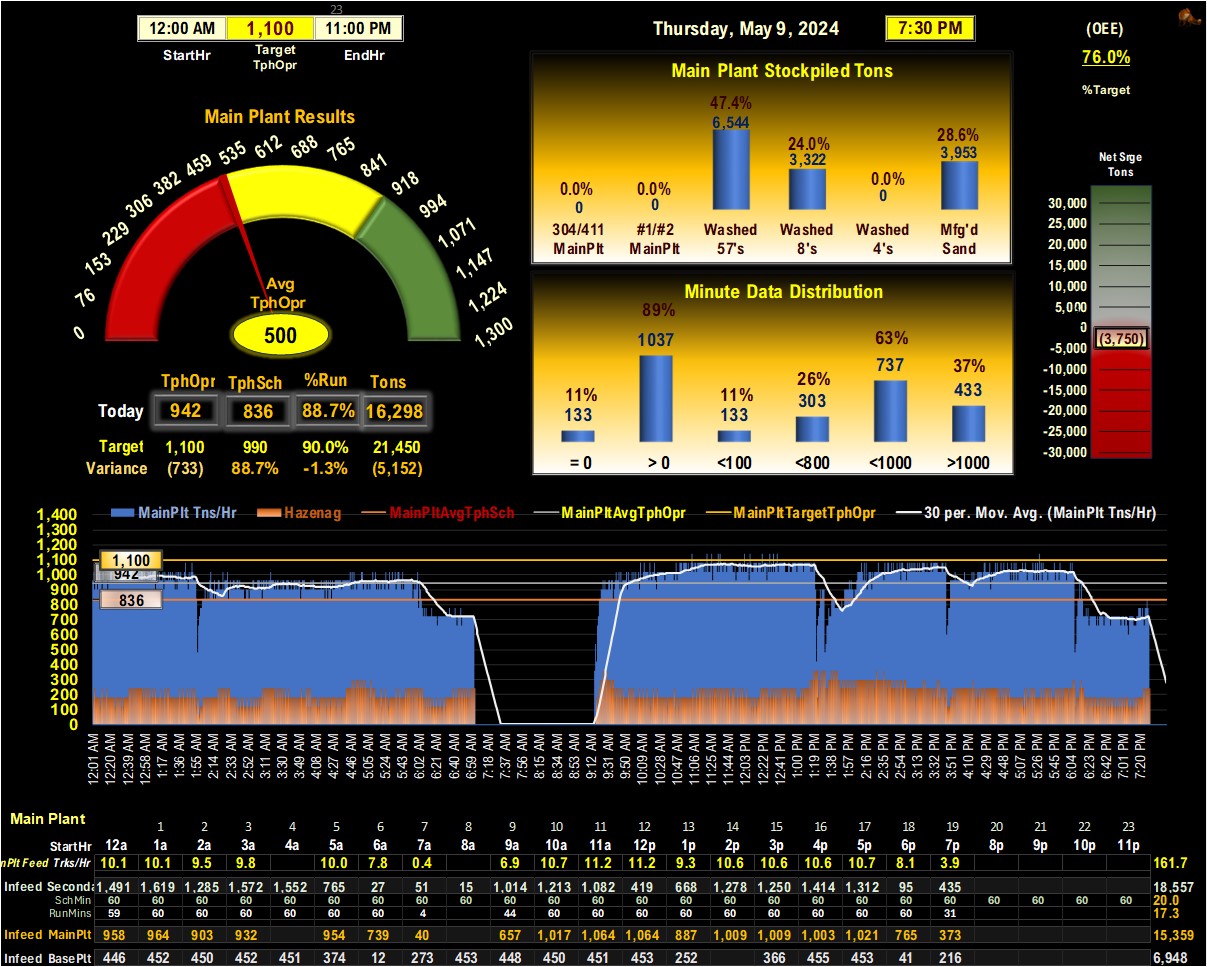 23
12:00 AM 1,100 11:00 PM
StartHr Target TphOpr EndHr
Thursday, May 9, 2024 7:30 PM
(OEE)
76.0%
%Target
Main Plant Results
0 76 153 229 306 382 459 535 612 688 765 841 918 994 1,071 1,147 1,224 1,300
Avg
TphOpr
500
TphOpr TphSch %Run Tons
Today 942 836 88.7% 16,298
Target 1,100 990 90.0% 21,450
Variance (733) 88.7% -1.3% (5,152)
Main Plant Stockpiled Tons
0.0% 0.0% 47.4% 24.0% 0.0% 28.6%
0 0 6,544 3,322 0 3,953
304/411 #1/#2 Washed Washed Washed Mfg'd
MainPlt MainPlt 57's 8's 4's Sand
Minute Data Distribution
11% 89% 11% 26% 63% 37%
133 1037 133 303 737 433
= 0 > 0 <100 <800 <1000 >1000
Net Srge
Tons
30,000
25,000
20,000
15,000
10,000
5,000
0
(3,750)
-5,000
-10,000
-15,000
-20,000
-25,000
-30,000
MainPlt Tns/Hr Hazenag MainPltAvgTphSch MainPltAvgTphOpr MainPltTargetTphOpr 30 per. Mov. Avg. (MainPlt Tns/Hr)
1,400
1,300
1,200
1,100
1,000
900
800
700
600
500
400
300
200
100
0
1,100
942
836
12:01 AM 12:20 AM 12:39 AM 12:58 AM 1:17 AM 1:36 AM 1:55 AM 2:14 AM 2:33 AM 2:52 AM 3:11 AM 3:30 AM 3:49 AM 4:08 AM 4:27 AM 4:46 AM 5:05 AM 5:24 AM 5:43 AM 6:02 AM 6:21 AM 6:40 AM 6:59 AM 7:18 AM 7:37 AM 7:56 AM 8:15 AM 8:34 AM 8:53 AM 9:12 AM 9:31 AM 9:50 AM 10:09 AM 10:28 AM 10:47 AM 11:06 AM 11:25 AM 11:44 AM 12:03 PM 12:22 PM 12:41 PM 1:00 PM 1:19 PM 1:38 PM 1:57 PM 2:16 PM 2:35 PM 2:54 PM 3:13 PM 3:32 PM 3:51 PM 4:10 PM 4:29 PM 4:48 PM 5:07 PM 5:26 PM 5:45 PM 6:04 PM 6:23 PM 6:42 PM 7:01 PM 7:20 PM
Main Plant
1 2 3 4 5 6 7 8 9 10 11 12 13 14 15 16 17 18 19 20 21 22 23
StartHr 12a 1a 2a 3a 4a 5a 6a 7a 8a 9a 10a 11a 12p 1p 2p 3p 4p 5p 6p 7p 8p 9p 10p 11p
nPlt Feed Trks/Hr 10.1 10.1 9.5 9.8 10.0 7.8 0.4 6.9 10.7 11.2 11.2 9.3 10.6 10.6 10.6 10.7 8.1 3.9 161.7
Infeed Seconda 1,491 1,619 1,285 1,572 1,552 765 27 51 15 1,014 1,213 1,082 419 668 1,278 1,250 1,414 1,312 95 435 18,557
SchMin 60 60 60 60 60 60 60 60 60 60 60 60 60 60 60 60 60 60 60 60 60 60 60 60 20.0
RunMins 59 60 60 60 60 60 60 4 44 60 60 60 60 60 60 60 60 60 31 17.3
Infeed MainPlt 958 964 903 932 954 739 40 657 1,017 1,064 1,064 887 1,009 1,009 1,003 1,021 765 373 15,359
Infeed BasePlt 446 452 450 452 451 374 12 273 453 448 450 451 453 252 366 455 453 41 216 6,948